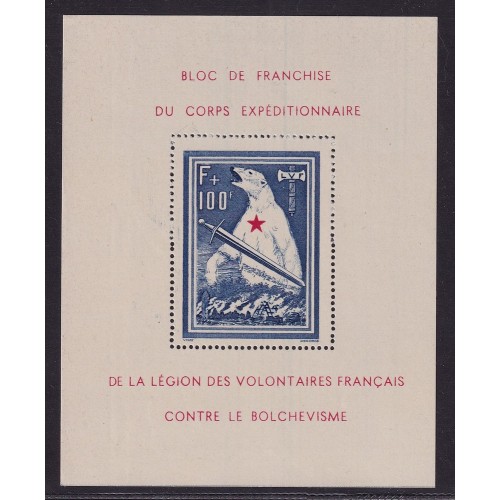 BLOC DE FRANCHISE
DU CORPS EXPÉDITIONNAIRE
F + LVF
100F
DE LA LÉGION DES VOLONTAIRES FRANÇAIS
CONTRE LE BOLCHEVISME